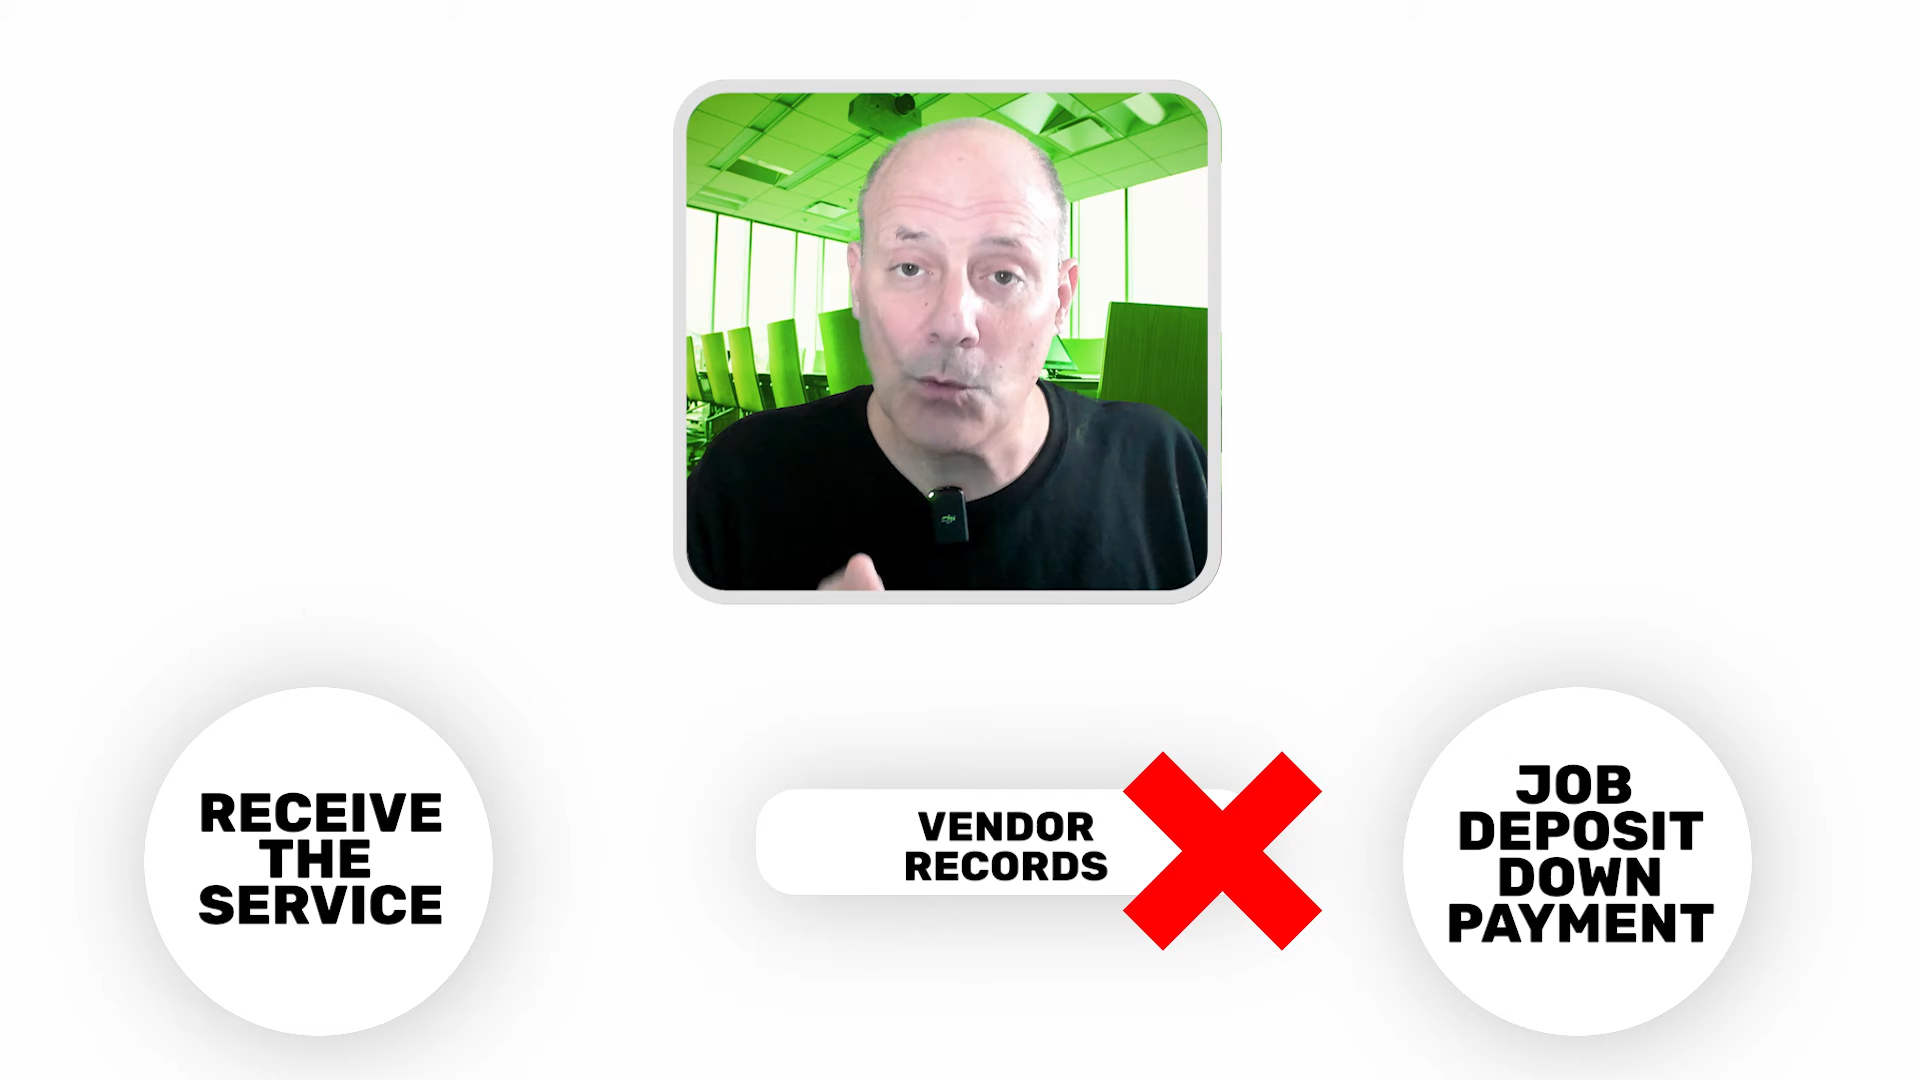 RECEIVE
THE
SERVICE
VENDOR
RECORDS
JOB
DEPOSIT
DOWN
PAYMENT